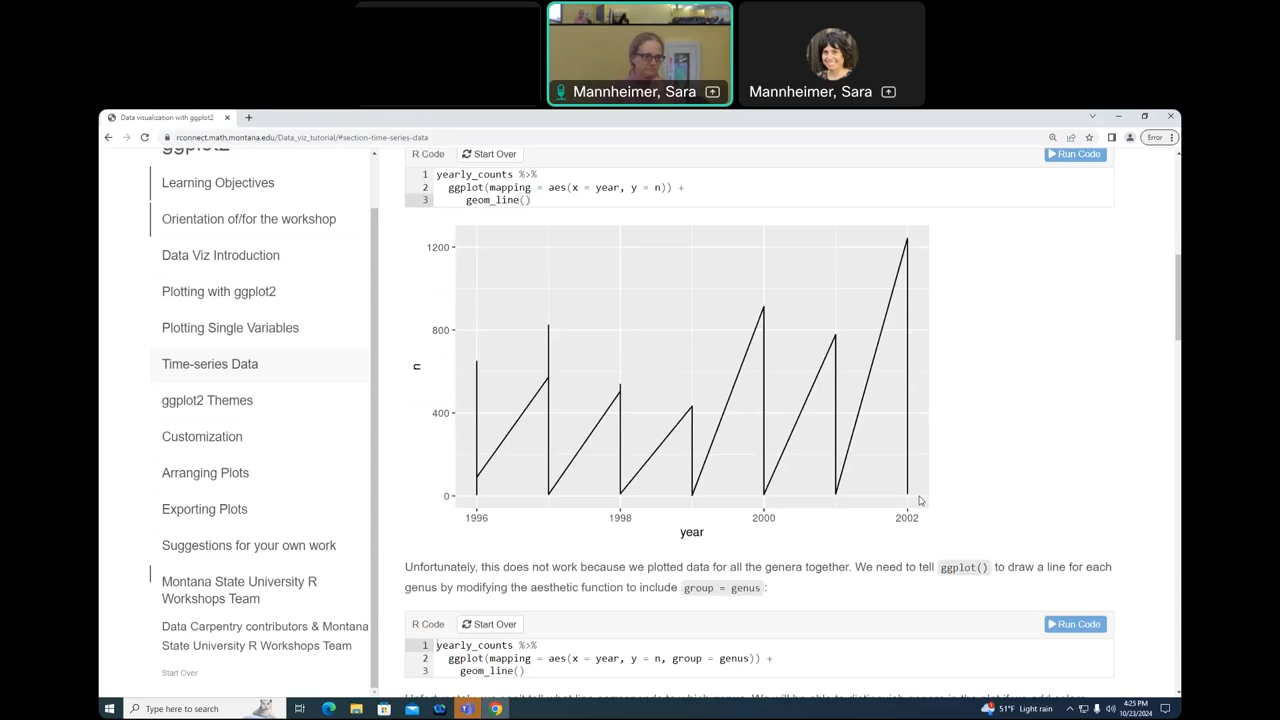 Mannheimer, Sara
Mannheimer, Sara
Data visualization with ggplot2
rconnect.math.montana.edu/Data_viz_tutorial/#section-time-series-data
Error
ggplot2
Learning Objectives
Orientation of/for the workshop
Data Viz Introduction
Plotting with ggplot2
Plotting Single Variables
Time-series Data
ggplot2 Themes
Customization
Arranging Plots
Exporting Plots
Suggestions for your own work
Montana State University R
Workshops Team
Data Carpentry contributors & Montana
State University R Workshops Team
Start Over
R Code
Start Over
Run Code
1 yearly_counts %>%
2 ggplot(mapping = aes(x = year, y = n)) +
3 geom_line()
1200
800
n
400
0
1996
1998
2000
2002
year
Unfortunately, this does not work because we plotted data for all the genera together. We need to tell ggplot() to draw a line for each
genus by modifying the aesthetic function to include group = genus :
R Code
Start Over
Run Code
1 yearly_counts %>%
2 ggplot(mapping = aes(x = year, y = n, group = genus)) +
3 geom_line()
Type here to search
51°F Light rain
4:25 PM
10/23/2024